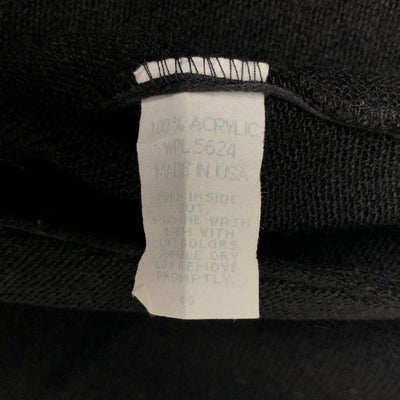 100% ACRYLIC
WPL 5624
MADE IN USA
TURN INSIDE
OUT
MACHINE WASH
WARM WITH
LIKE COLORS.
TUMBLE DRY
LOW REMOVE
PROMPTLY.
49